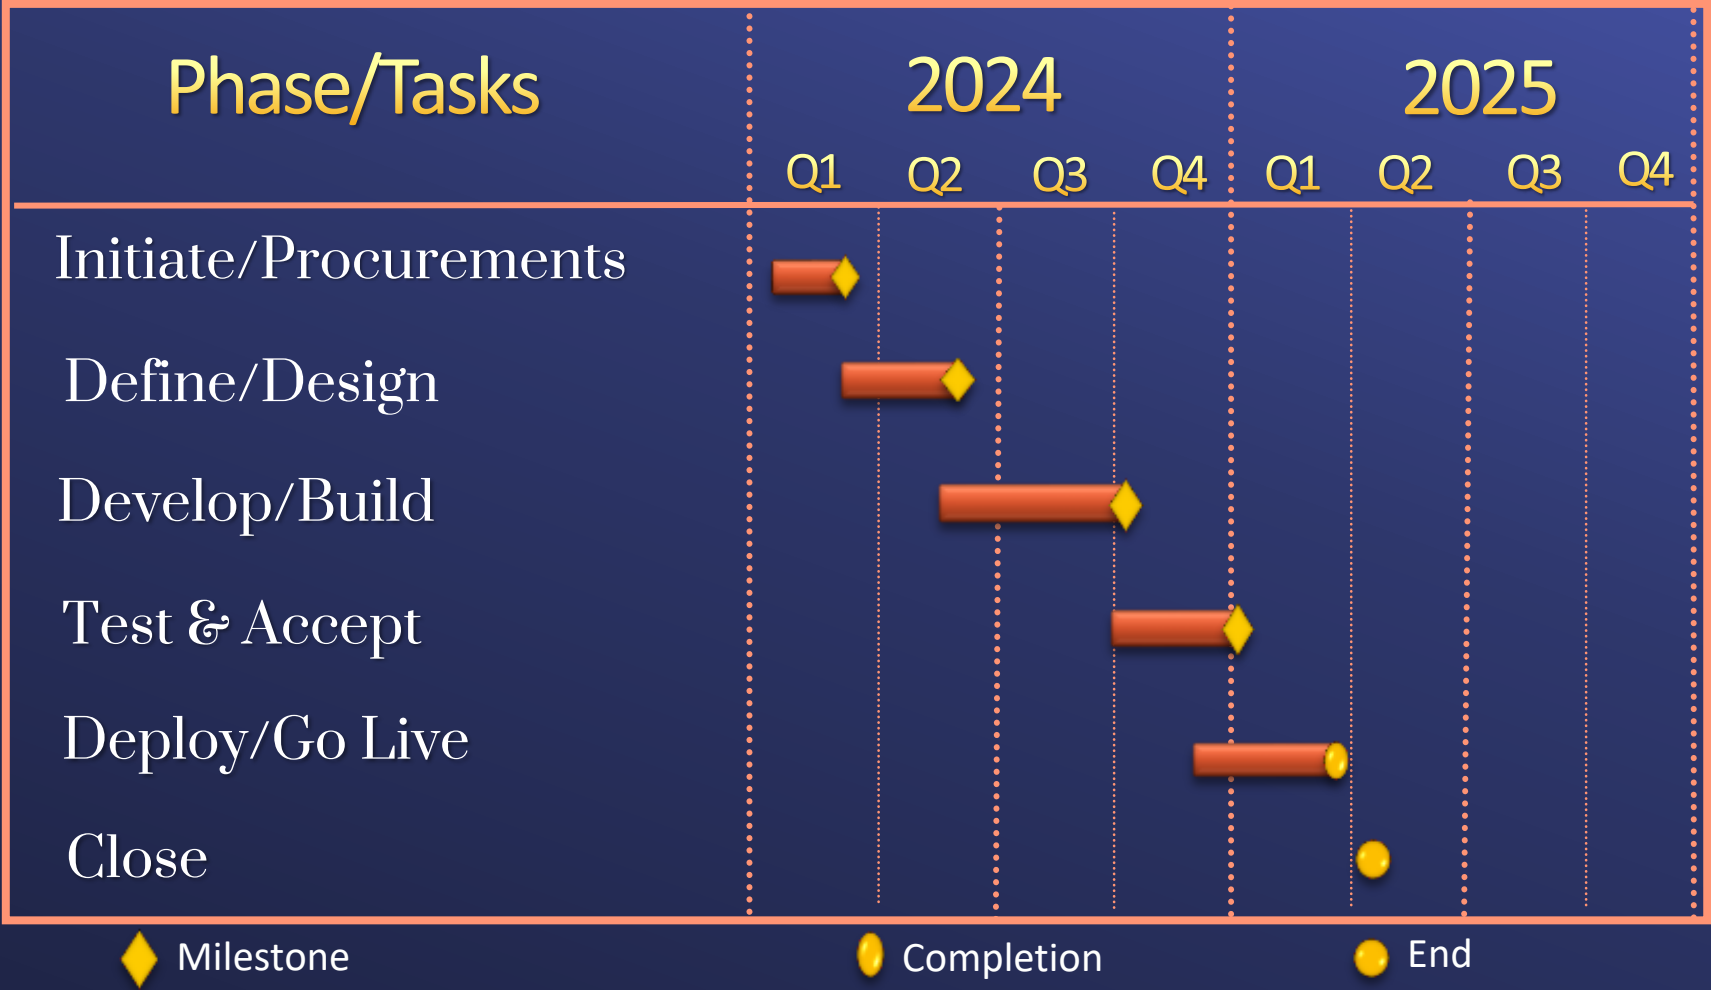 Phase/Tasks
2024
2025
Q1 Q2 Q3 Q4 Q1 Q2 Q3 Q4
Initiate/Procurements
Define/Design
Develop/Build
Test & Accept
Deploy/Go Live
Close
Milestone
Completion
End